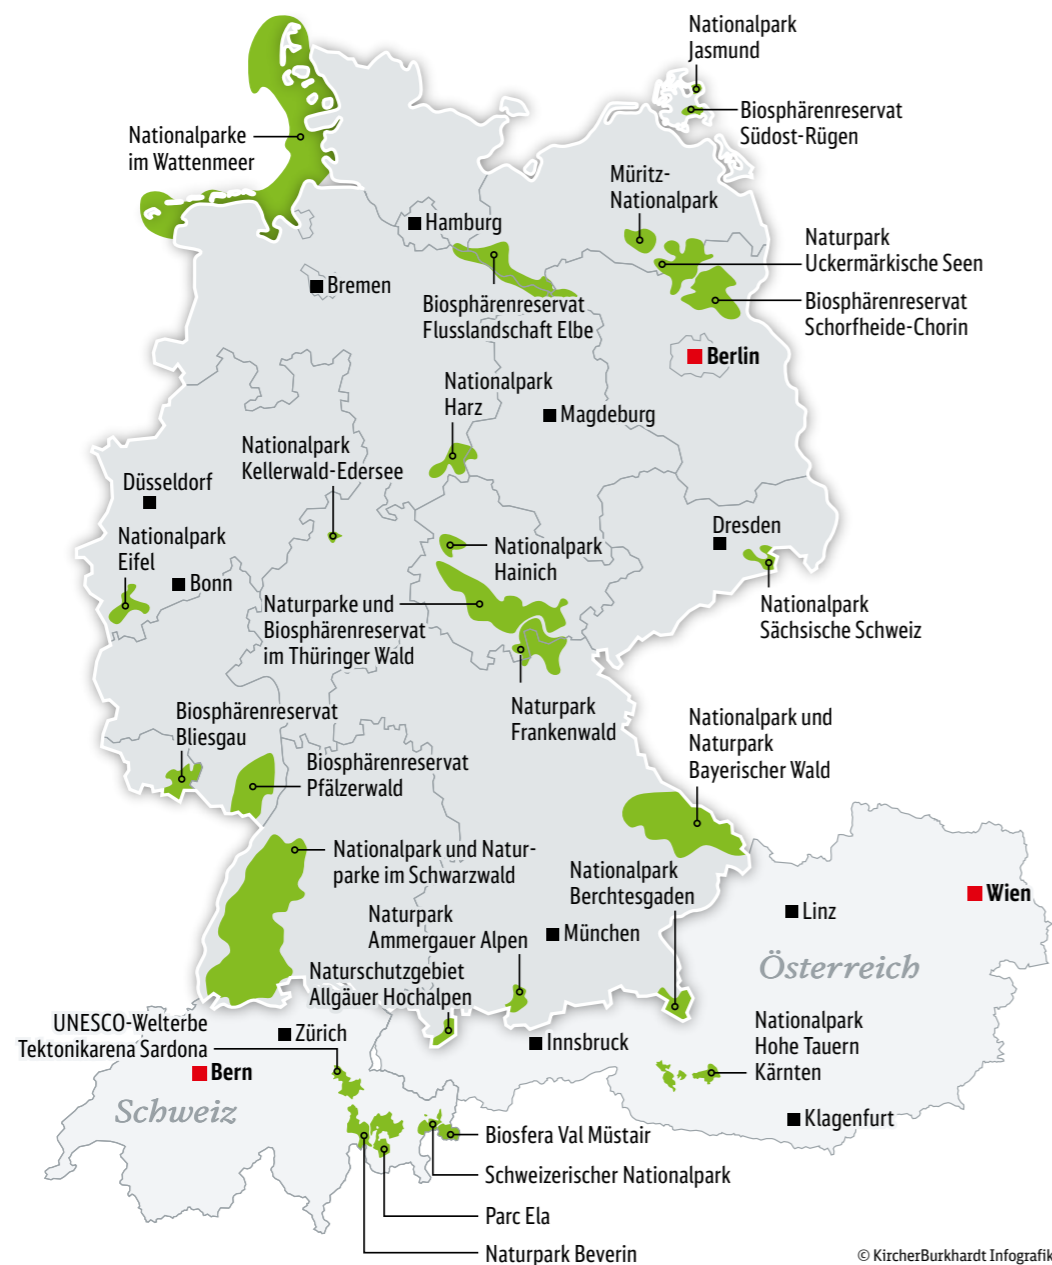 Nationalpark
Jasmund
Biosphärenreservat
Südost-Rügen
Nationalparke
im Wattenmeer
Müritz-
Nationalpark
Hamburg
Naturpark
Uckermärkische Seen
Bremen
Biosphärenreservat
Flusslandschaft Elbe
Biosphärenreservat
Schorfheide-Chorin
Berlin
Nationalpark
Harz
Magdeburg
Nationalpark
Kellerwald-Edersee
Düsseldorf
Nationalpark
Eifel
Bonn
Dresden
Nationalpark
Hainich
Naturparke und
Biosphärenreservat
im Thüringer Wald
Nationalpark
Sächsische Schweiz
Naturpark
Frankenwald
Biosphärenreservat
Bliesgau
Nationalpark und
Naturpark
Bayerischer Wald
Biosphärenreservat
Pfälzerwald
Nationalpark und Natur-
parke im Schwarzwald
Nationalpark
Berchtesgaden
Wien
Linz
Naturpark
Ammergauer Alpen
München
Österreich
Naturschutzgebiet
Allgäuer Hochalpen
UNESCO-Welterbe
Tektonikarena Sardona
Zürich
Innsbruck
Nationalpark
Hohe Tauern
Kärnten
Bern
Schweiz
Klagenfurt
Biosfera Val Müstair
Schweizerischer Nationalpark
Parc Ela
Naturpark Beverin
© KircherBurkhardt Infografik